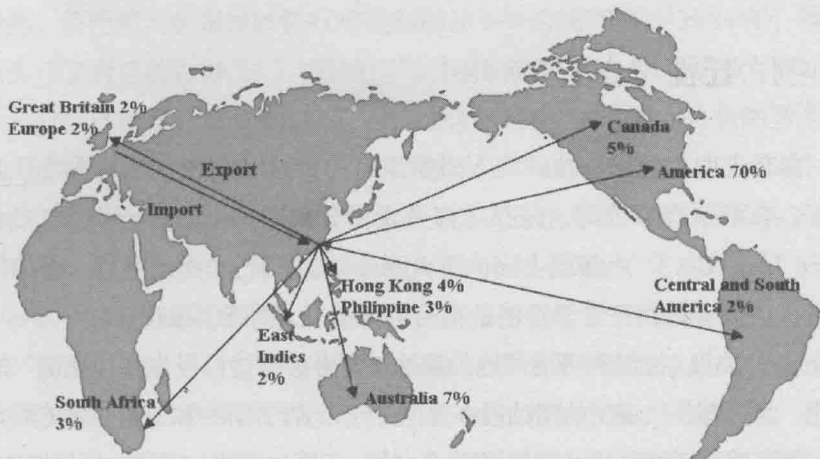 Great Britain 2%
Europe 2%
Export
Import
Canada
5%
America 70%
Hong Kong 4%
Philippine 3%
Central and South
America 2%
East
Indies
2%
Australia 7%
South Africa
3%